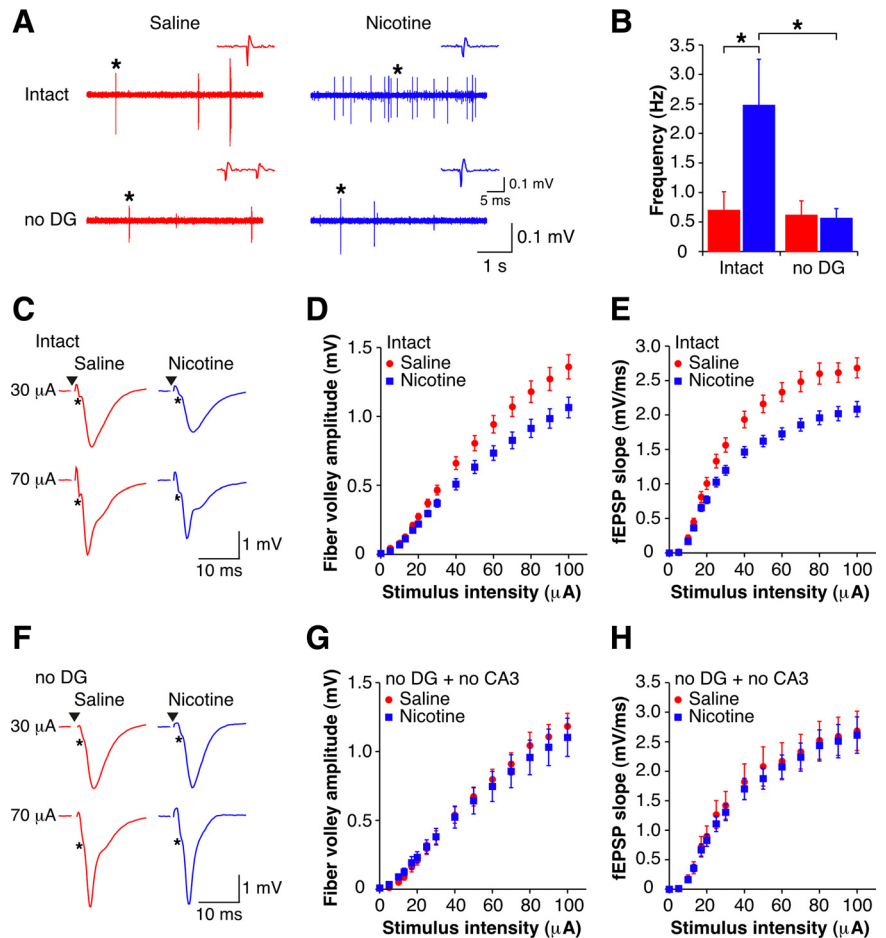 A
Saline
Nicotine
*
*
Intact
*
*
no DG
0.1 mV
5 ms
0.1 mV
1 s
B
*
*
3.5
3.0
2.5
2.0
1.5
1.0
0.5
0
Frequency (Hz)
Intact
no DG
C
Intact
Saline
Nicotine
30 μA
*
*
70 μA
*
*
1 mV
10 ms
D
Intact
Saline
Nicotine
1.5
1.0
0.5
0
Fiber volley amplitude (mV)
0 20 40 60 80 100
Stimulus intensity (μA)
E
Intact
Saline
Nicotine
3.0
2.5
2.0
1.5
1.0
0.5
0
fEPSP slope (mV/ms)
0 20 40 60 80 100
Stimulus intensity (μA)
F
no DG
Saline
Nicotine
30 μA
*
*
70 μA
*
*
1 mV
10 ms
G
no DG + no CA3
Saline
Nicotine
1.5
1.0
0.5
0
Fiber volley amplitude (mV)
0 20 40 60 80 100
Stimulus intensity (μA)
H
no DG + no CA3
Saline
Nicotine
3.0
2.5
2.0
1.5
1.0
0.5
0
fEPSP slope (mV/ms)
0 20 40 60 80 100
Stimulus intensity (μA)